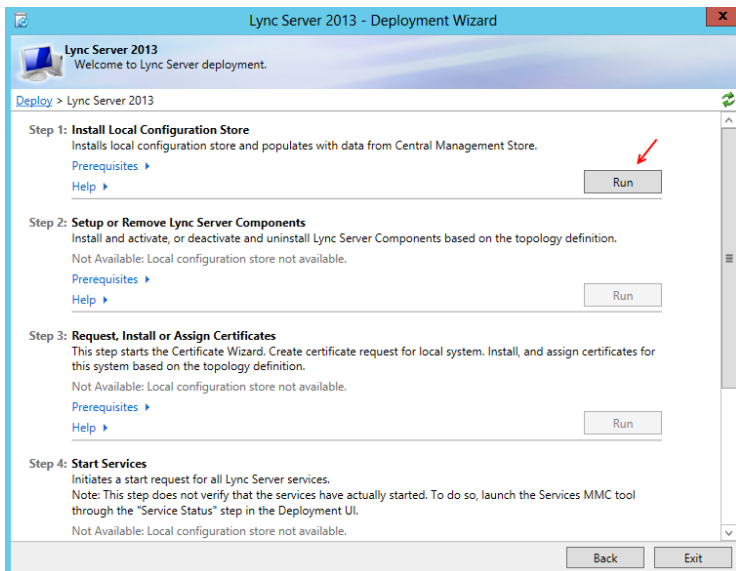 Lync Server 2013 - Deployment Wizard
x
Lync Server 2013
Welcome to Lync Server deployment.
Deploy > Lync Server 2013
Step 1: Install Local Configuration Store
Installs local configuration store and populates with data from Central Management Store.
Prerequisites
Help
Run
Step 2: Setup or Remove Lync Server Components
Install and activate, or deactivate and uninstall Lync Server Components based on the topology definition.
Not Available: Local configuration store not available.
Prerequisites
Help
Run
Step 3: Request, Install or Assign Certificates
This step starts the Certificate Wizard. Create certificate request for local system. Install, and assign certificates for
this system based on the topology definition.
Not Available: Local configuration store not available.
Prerequisites
Help
Run
Step 4: Start Services
Initiates a start request for all Lync Server services.
Note: This step does not verify that the services have actually started. To do so, launch the Services MMC tool
through the "Service Status" step in the Deployment UI.
Not Available: Local configuration store not available.
Back
Exit